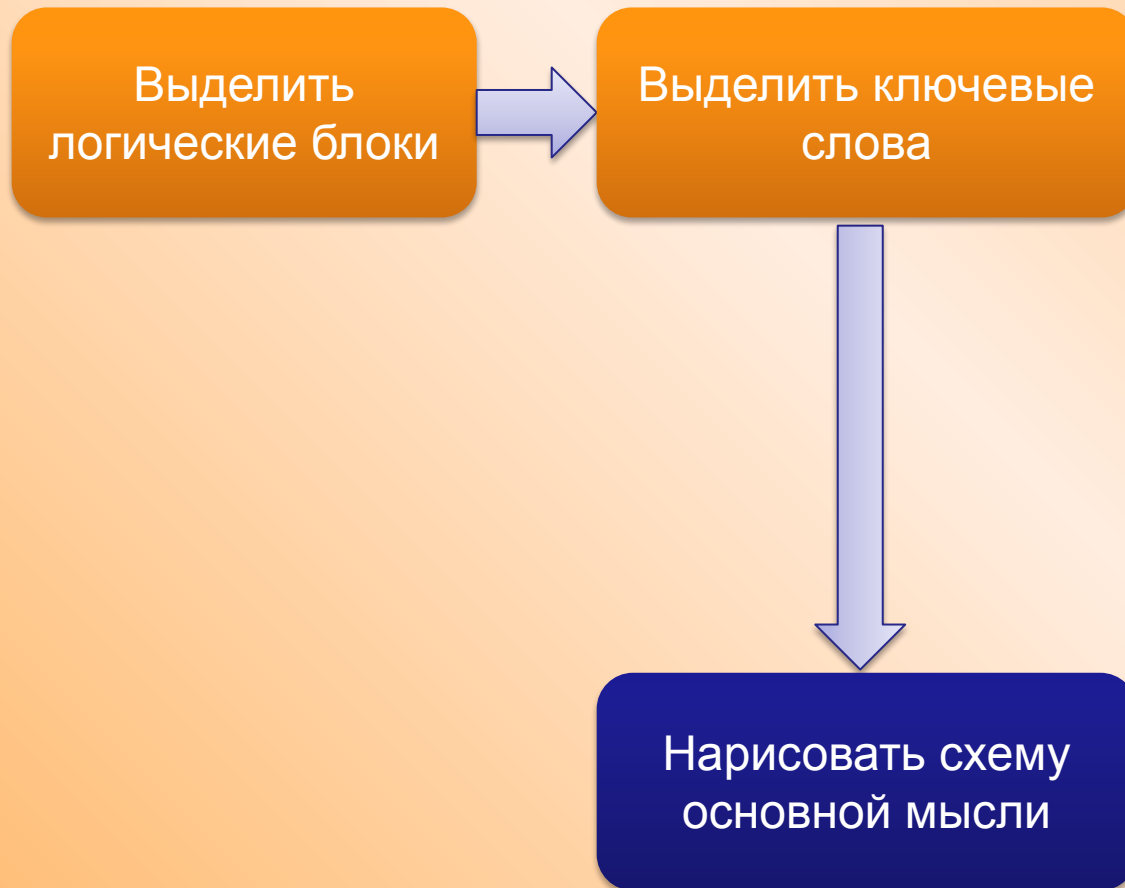 Выделить
логические блоки
Выделить ключевые
слова
Нарисовать схему
основной мысли